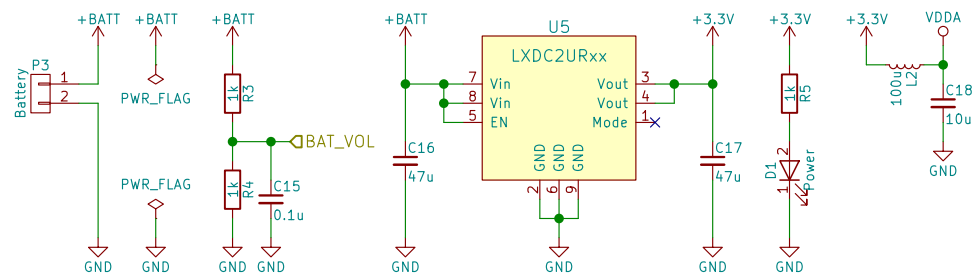 +BATT
+BATT
+BATT
+BATT
+3.3V
+3.3V
+3.3V
VDDA
P3
Battery
1
2
PWR_FLAG
PWR_FLAG
1k
R3
BAT_VOL
1k
R4
C15
0.1u
C16
47u
U5
LXDC2URxx
7
Vin
Vout
3
8
Vin
Vout
4
5
EN
Mode
1
GND
GND
GND
2
6
9
C17
47u
1k
R5
D1
2
1
Power
100u
L2
C18
10u
GND
GND
GND
GND
GND
GND
GND
GND
GND